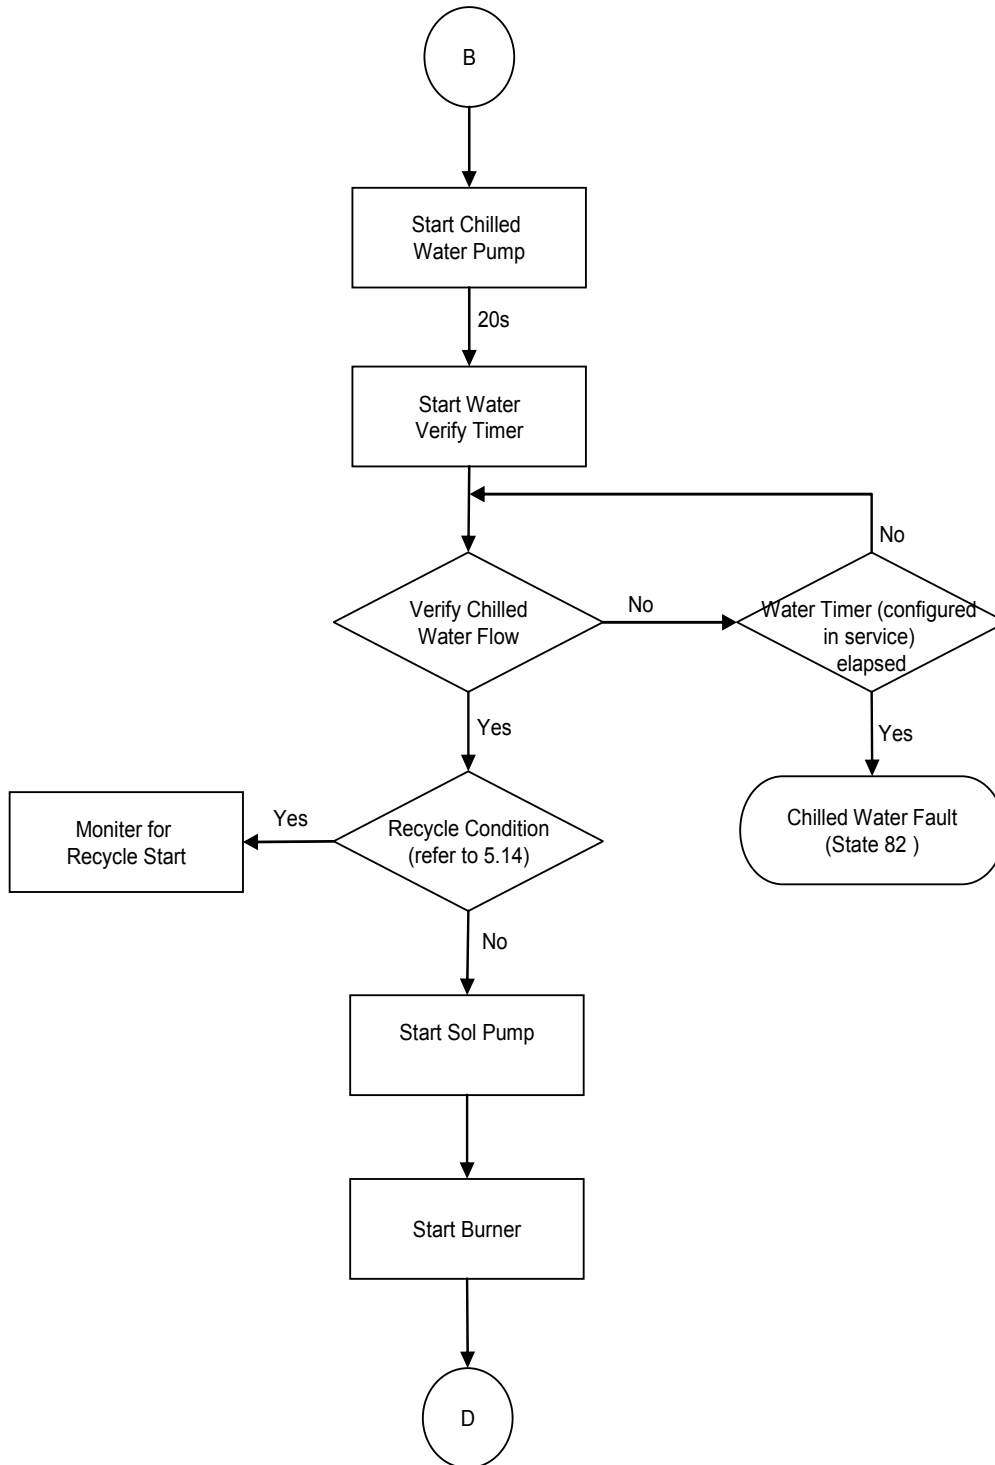 B
Start Chilled
Water Pump
20s
Start Water
Verify Timer
No
Verify Chilled
Water Flow
No
Water Timer (configured
in service)
elapsed
Yes
Yes
Chilled Water Fault
(State 82 )
Moniter for
Recycle Start
Yes
Recycle Condition
(refer to 5.14)
No
Start Sol Pump
Start Burner
D